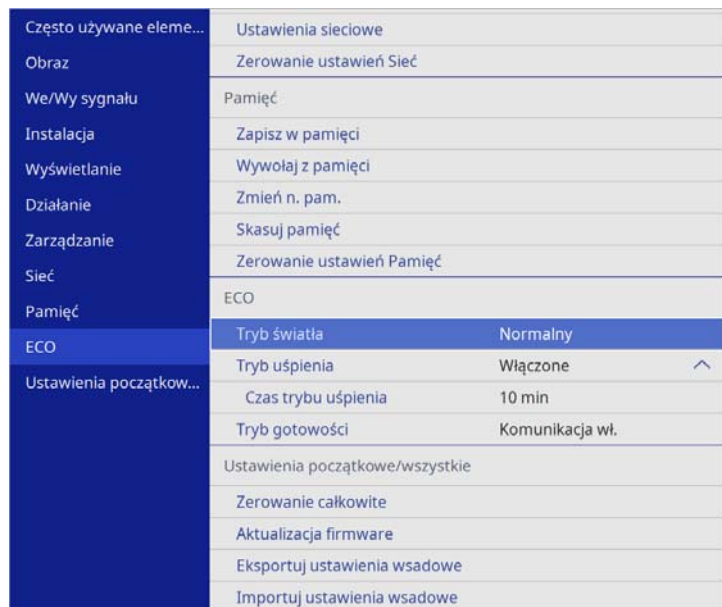 Często używane eleme...
Obraz
We/Wy sygnału
Instalacja
Wyświetlanie
Działanie
Zarządzanie
Sieć
Pamięć
ECO
Ustawienia początkow...
Ustawienia sieciowe
Zerowanie ustawień Sieć
Pamięć
Zapisz w pamięci
Wywołaj z pamięci
Zmień n. pam.
Skasuj pamięć
Zerowanie ustawień Pamięć
ECO
Tryb światła Normalny
Tryb uśpienia Włączone
Czas trybu uśpienia 10 min
Tryb gotowości Komunikacja wł.
Ustawienia początkowe/wszystkie
Zerowanie całkowite
Aktualizacja firmware
Eksportuj ustawienia wsadowe
Importuj ustawienia wsadowe